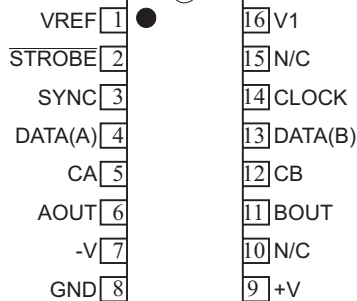 VREF 1 16 V1
STROBE 2 15 N/C
SYNC 3 14 CLOCK
DATA(A) 4 13 DATA(B)
CA 5 12 CB
AOUT 6 11 BOUT
-V 7 10 N/C
GND 8 9 +V